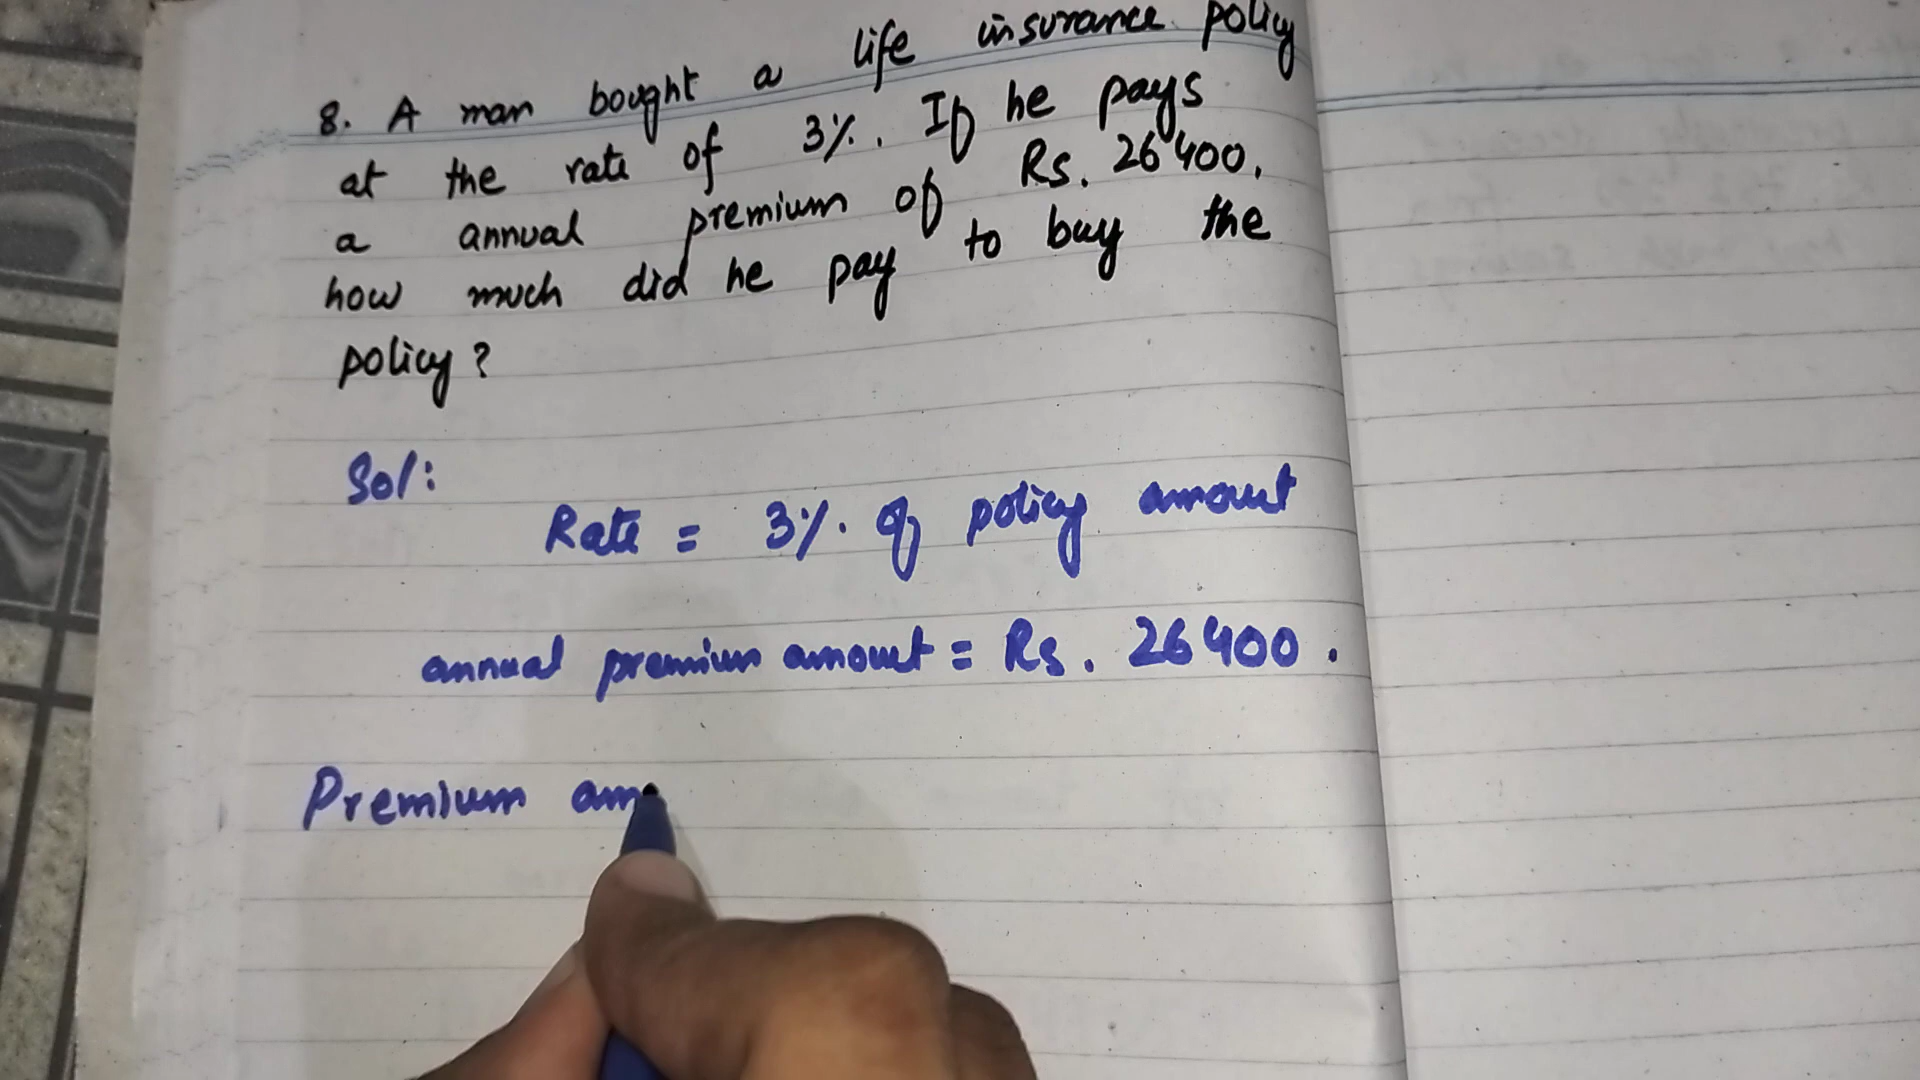 8. A man bought a life insurance policy
at the rate of 3%. If he pays
a annual premium of Rs. 26400.
how much did he pay to buy the
policy?
Sol:
Rate = 3%. of policy amount
annual premium amount = Rs. 26400.
Premium am